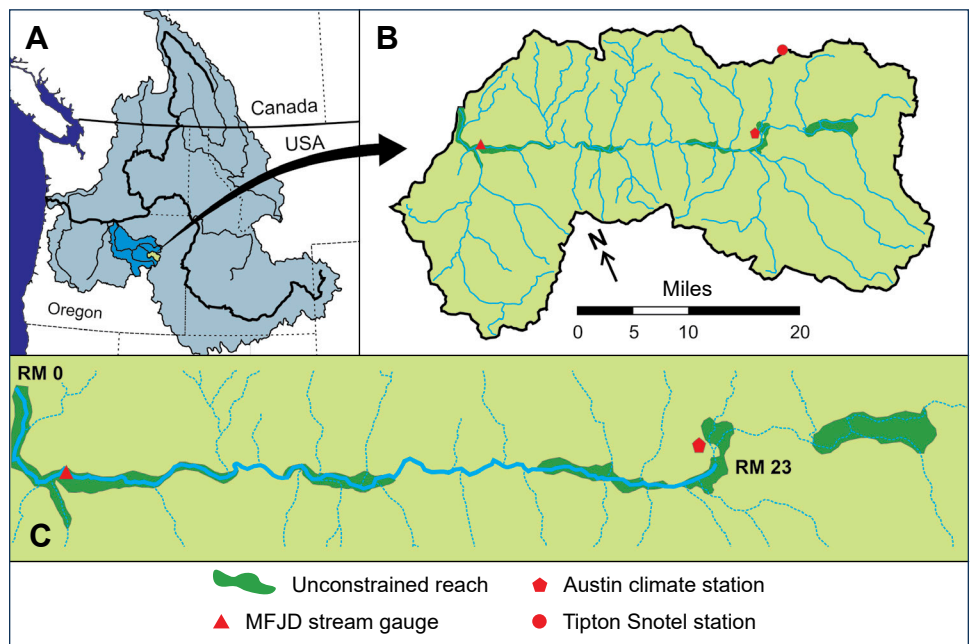 A
Canada
USA
Oregon
B
N
Miles
0 5 10 20
RM 0
RM 23
C
Unconstrained reach
Austin climate station
MFJD stream gauge
Tipton Snotel station